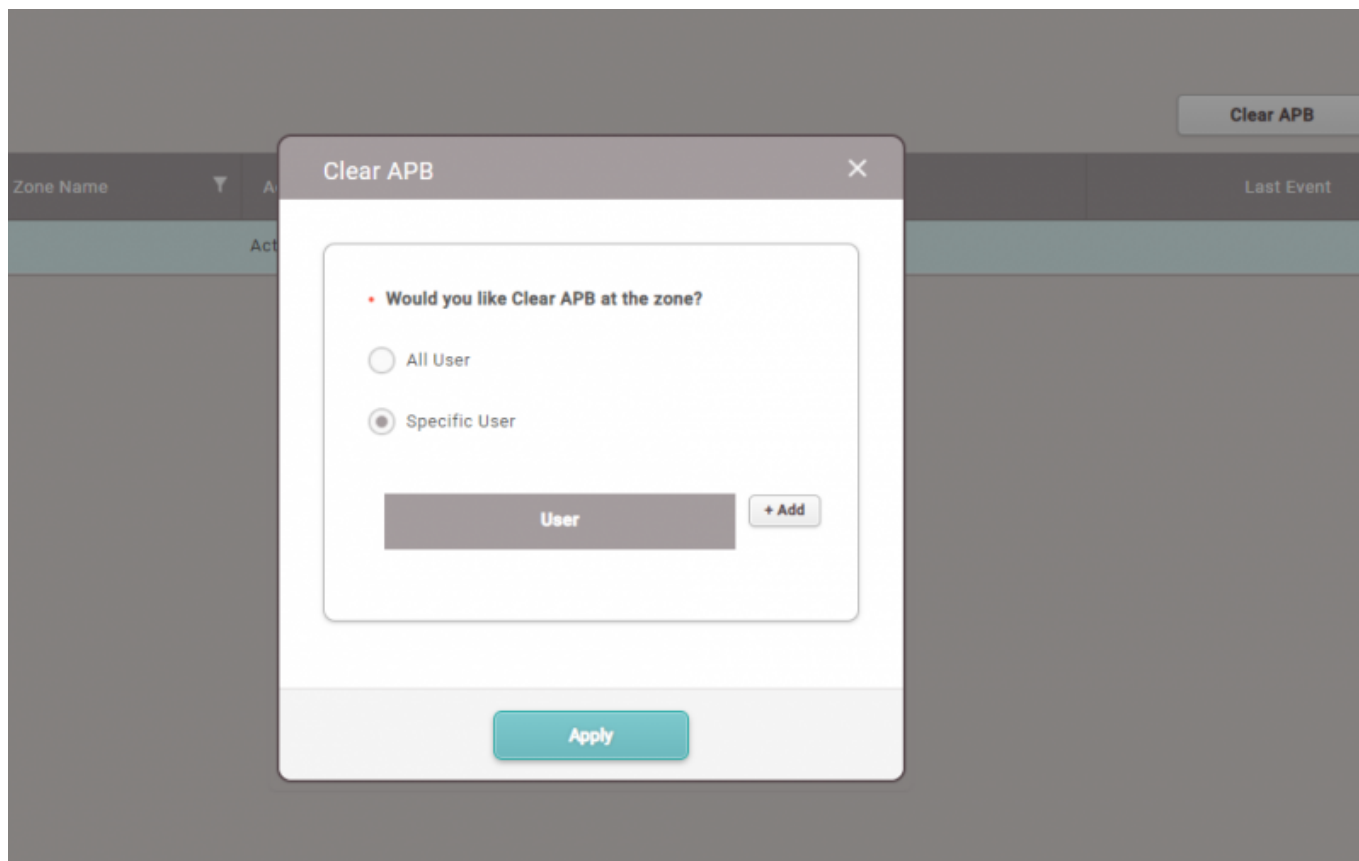 Clear APB
Clear APB
Zone Name
Last Event
Act
Would you like Clear APB at the zone?
All User
Specific User
User
+ Add
Apply